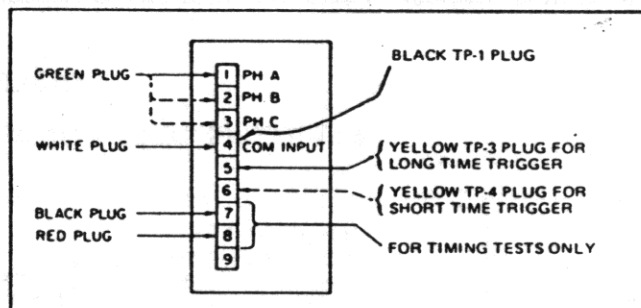 BLACK TP-1 PLUG
GREEN PLUG
1 PH A
2 PH B
3 PH C
WHITE PLUG
4 COM INPUT
5
YELLOW TP-3 PLUG FOR
LONG TIME TRIGGER
6
YELLOW TP-4 PLUG FOR
SHORT TIME TRIGGER
BLACK PLUG
7
RED PLUG
8
FOR TIMING TESTS ONLY
9